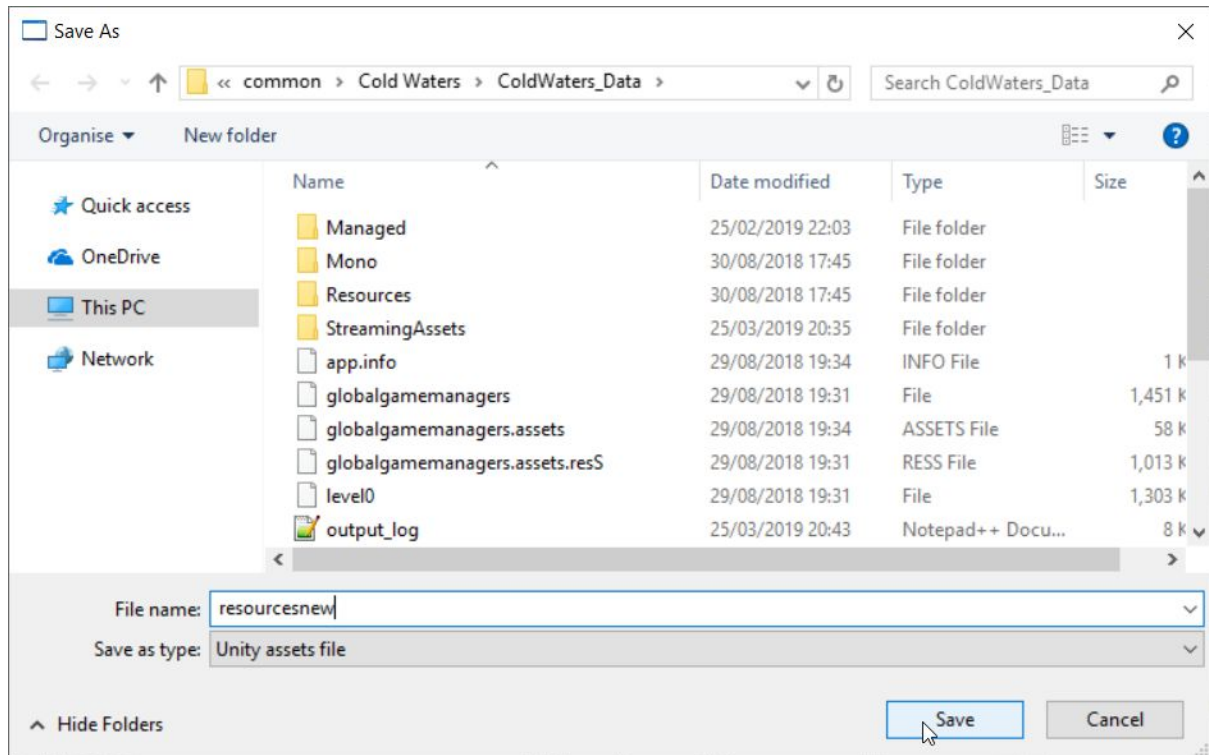 Save As
« common > Cold Waters > ColdWaters_Data >
Search ColdWaters_Data
Organise
New folder
Name Date modified Type Size
Quick access
OneDrive
This PC
Network
Managed 25/02/2019 22:03 File folder
Mono 30/08/2018 17:45 File folder
Resources 30/08/2018 17:45 File folder
StreamingAssets 25/03/2019 20:35 File folder
app.info 29/08/2018 19:34 INFO File 1 K
globalgamemanagers 29/08/2018 19:31 File 1,451 K
globalgamemanagers.assets 29/08/2018 19:34 ASSETS File 58 K
globalgamemanagers.assets.resS 29/08/2018 19:31 RESS File 1,013 K
level0 29/08/2018 19:31 File 1,303 K
output_log 25/03/2019 20:43 Notepad++ Docu... 8 K
File name: resourcesnew
Save as type: Unity assets file
Hide Folders
Save
Cancel